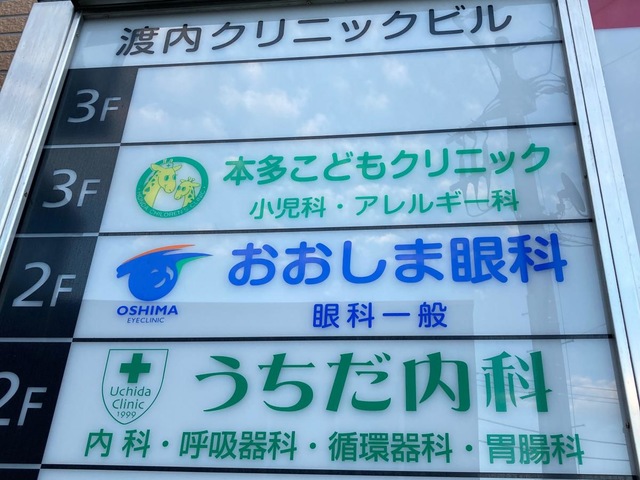 渡内クリニックビル
3F
3F
本多こどもクリニック
小児科・アレルギー科
2F
OSHIMA
EYECLINIC
おおしま眼科
眼科一般
2F
Uchida
Clinic
1999
うちだ内科
内科・呼吸器科・循環器科・胃腸科